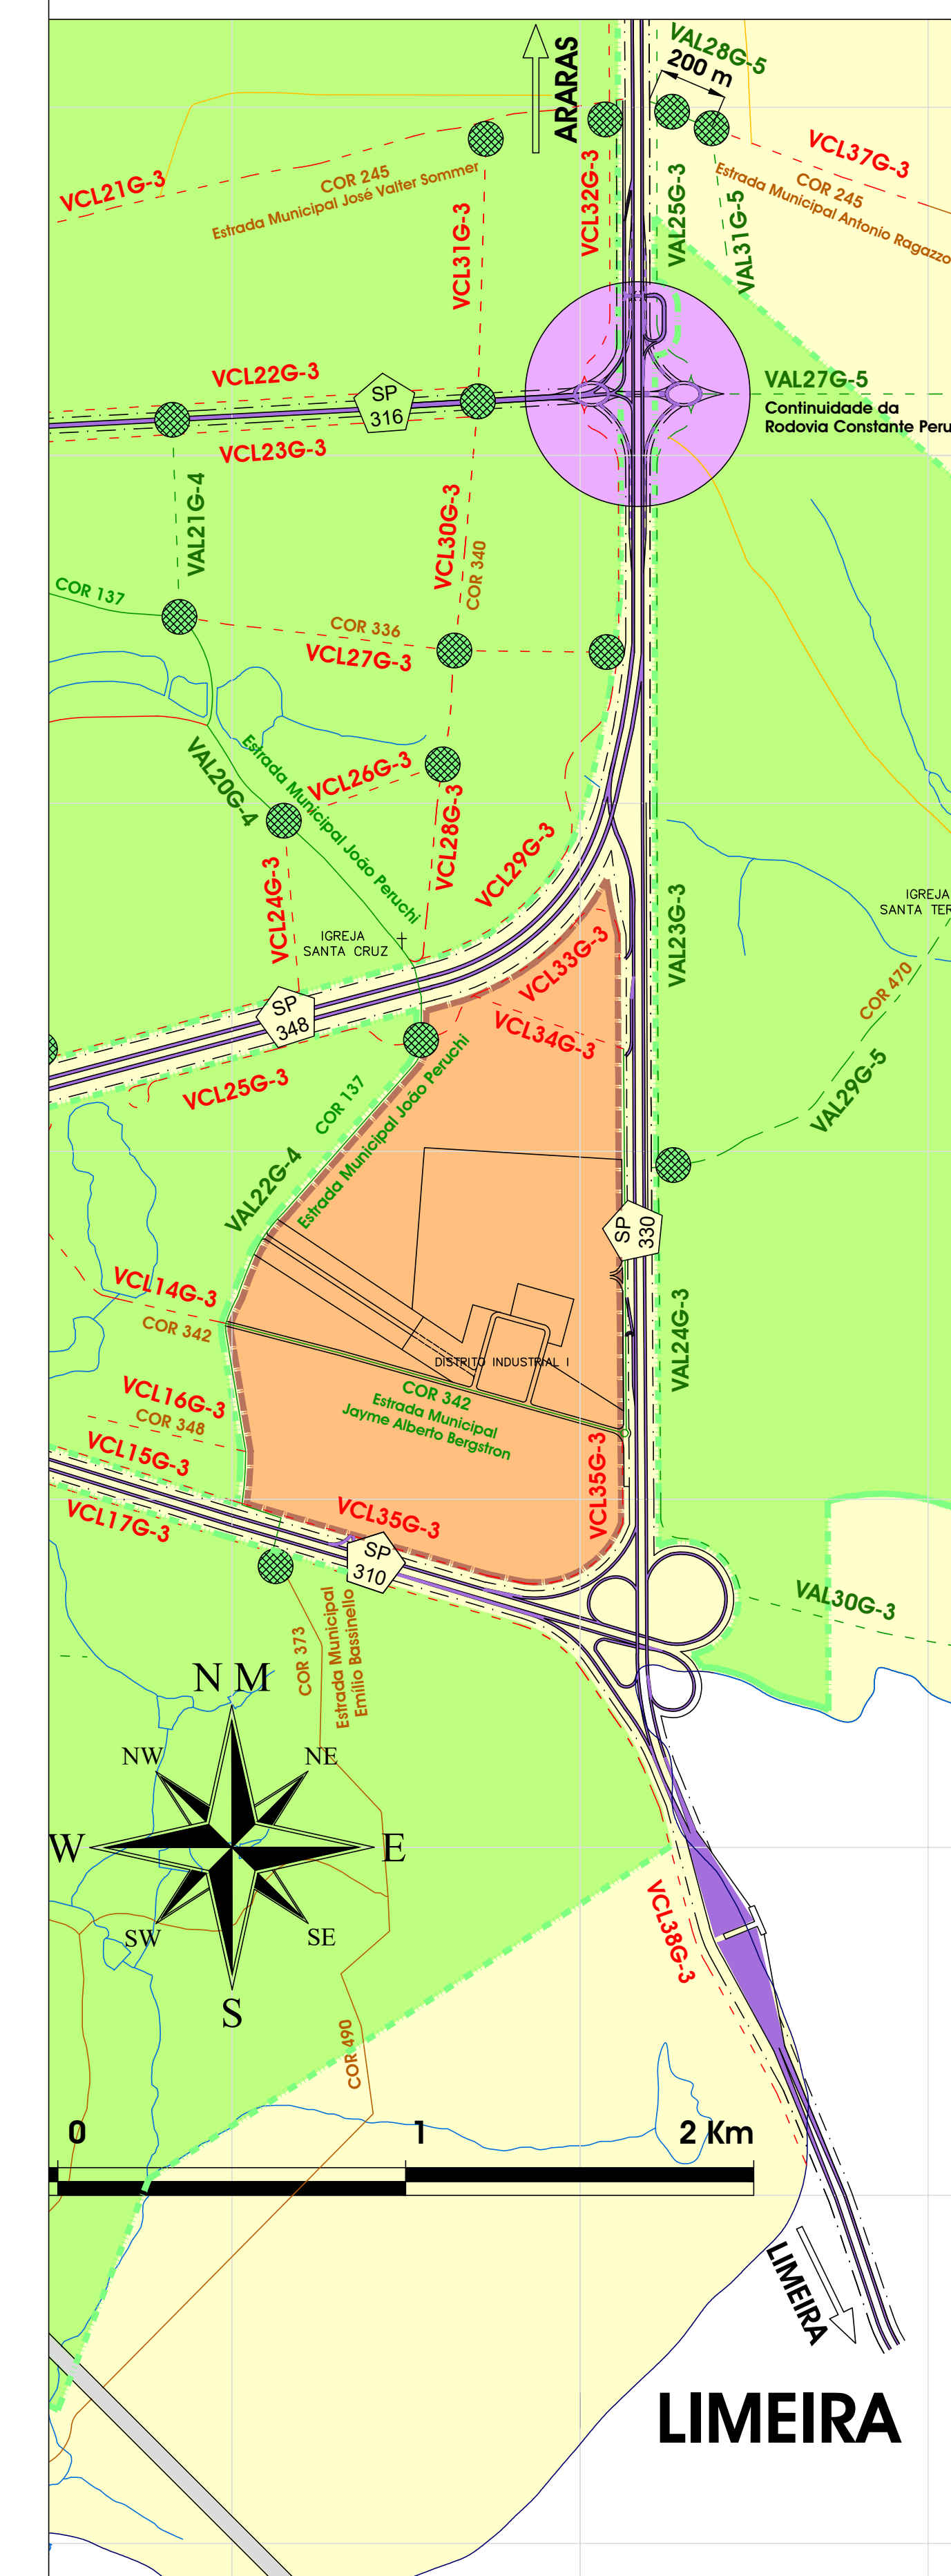 ARARAS
VAL28G-5
200 m
VCL37G-3
COR 245
Estrada Municipal Antonio Ragazzo
VCL21G-3
COR 245
Estrada Municipal José Valter Sommer
VCL31G-3
VCL32G-3
VAL25G-3
VAL31G-5
VCL22G-3
SP
316
VCL23G-3
VAL27G-5
Continuidade da
Rodovia Constante Peru
VAL21G-4
VCL30G-3
COR 340
COR 137
COR 336
VCL27G-3
VAL20G-4
Estrada Municipal João Peruchi
VCL26G-3
VCL28G-3
VCL29G-3
VCL24G-3
IGREJA
SANTA CRUZ
VAL23G-3
IGREJA
SANTA TER
COR 470
VCL33G-3
VCL34G-3
SP
348
VCL25G-3
COR 137
Estrada Municipal João Peruchi
VAL22G-4
VAL29G-5
SP
330
VCL14G-3
COR 342
VAL24G-3
DISTRITO INDUSTRIAL I
VCL16G-3
COR 348
COR 342
Estrada Municipal
Jayme Alberto Bergstron
VCL15G-3
VCL35G-3
VCL17G-3
VCL35G-3
SP
310
VAL30G-3
COR 373
Estrada Municipal
Emílio Bassinello
N M
NW
NE
W
E
SW
SE
S
VCL38G-3
COR 490
0
1
2 Km
LIMEIRA
LIMEIRA